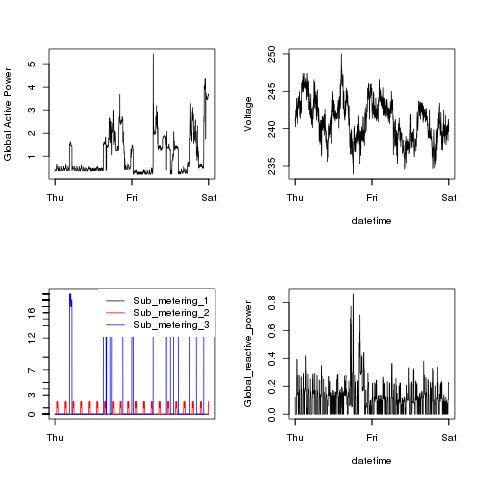 Global Active Power
5
4
3
2
1
Thu
Fri
Sat
Voltage
250
245
240
235
Thu
Fri
Sat
datetime
16
12
7
3
0
Sub_metering_1
Sub_metering_2
Sub_metering_3
Thu
Global_reactive_power
0.8
0.6
0.4
0.2
0.0
Thu
Fri
Sat
datetime